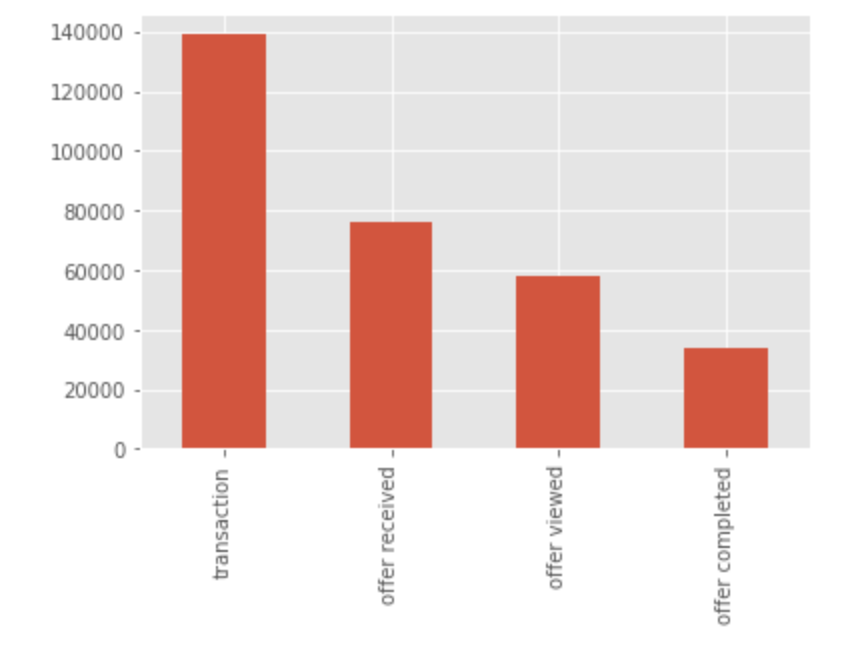 140000
120000
100000
80000
60000
40000
20000
0
transaction
offer received
offer viewed
offer completed